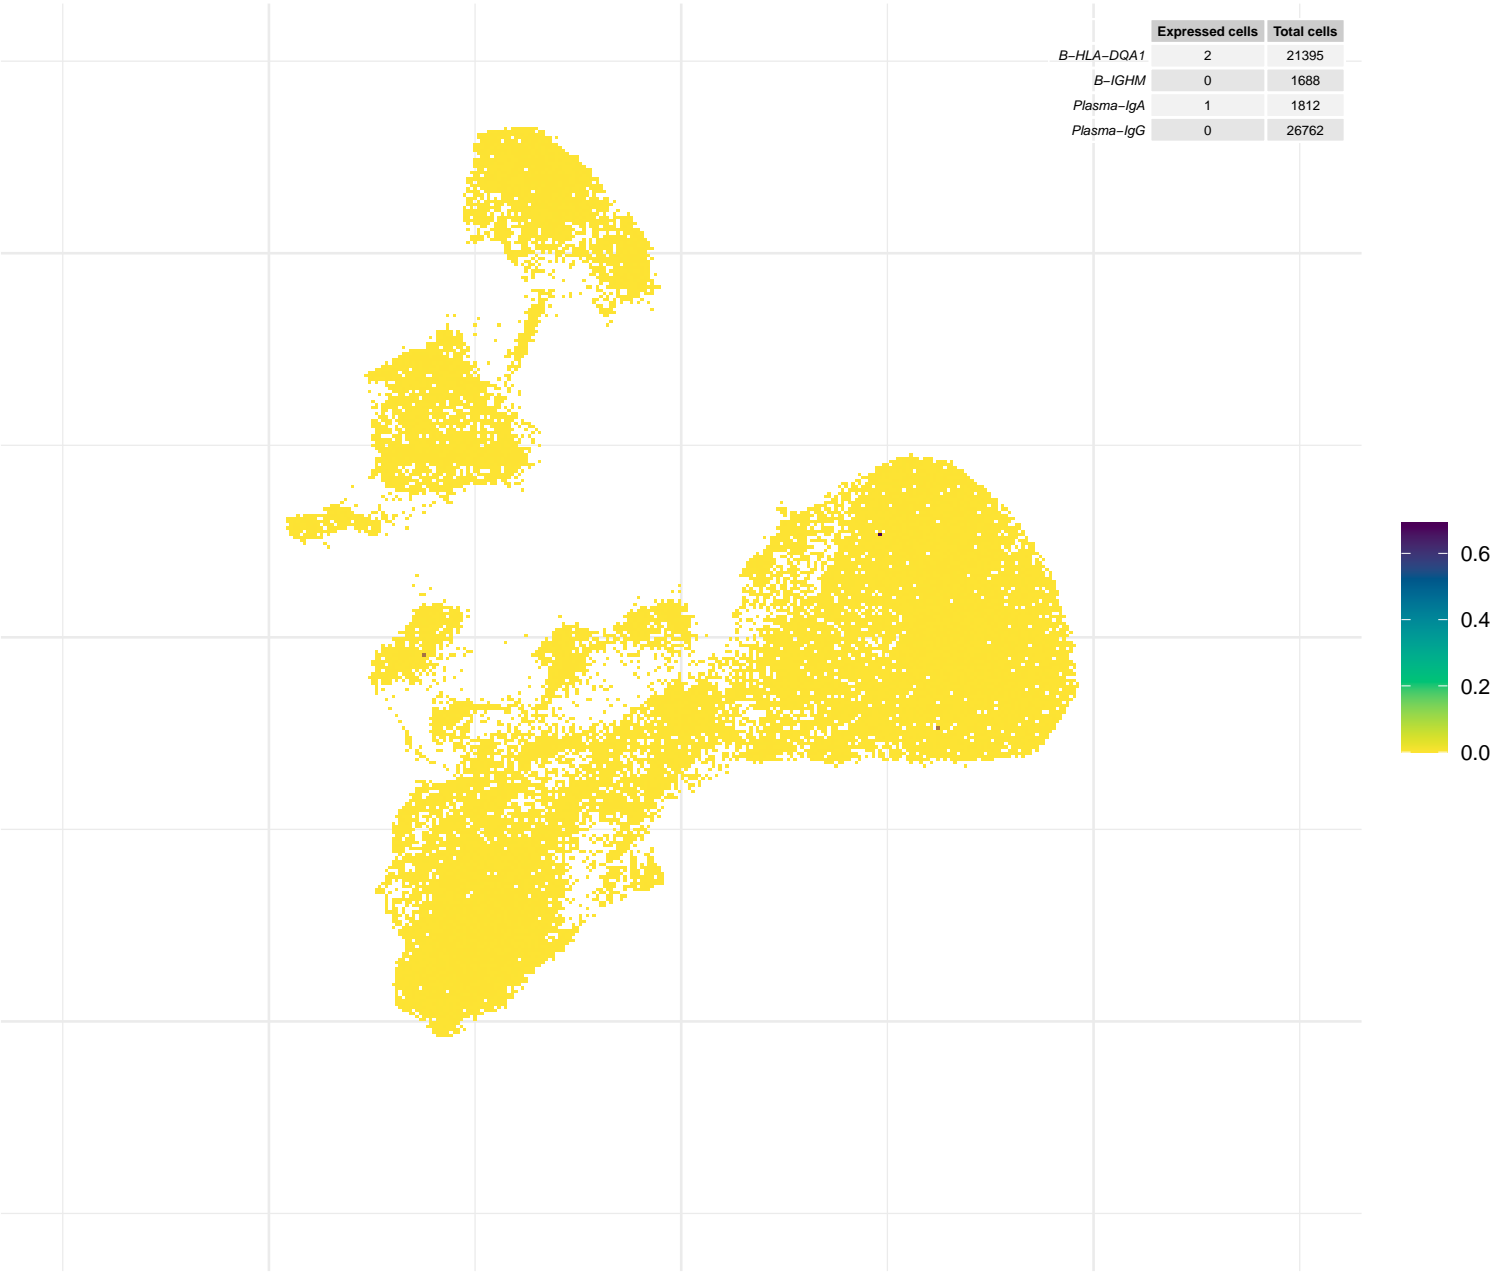 Expressed cells Total cells
B−HLA−DQA1 2 21395
B−IGHM 0 1688
Plasma−IgA 1 1812
Plasma−IgG 0 26762
0.6
0.4
0.2
0.0